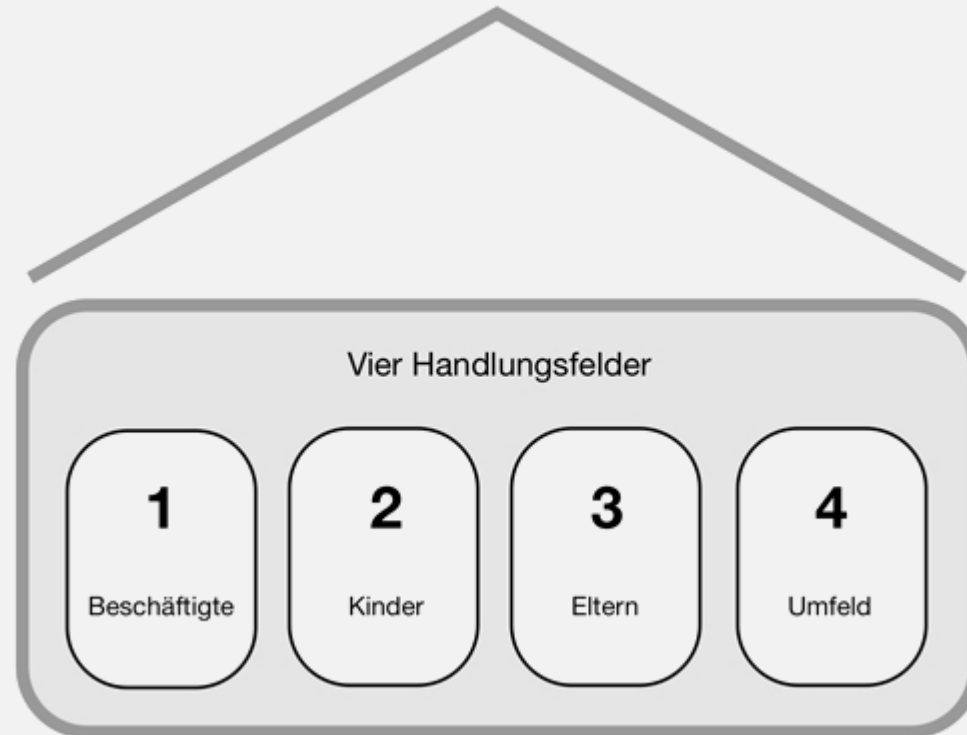 Vier Handlungsfelder
1
Beschäftigte
2
Kinder
3
Eltern
4
Umfeld